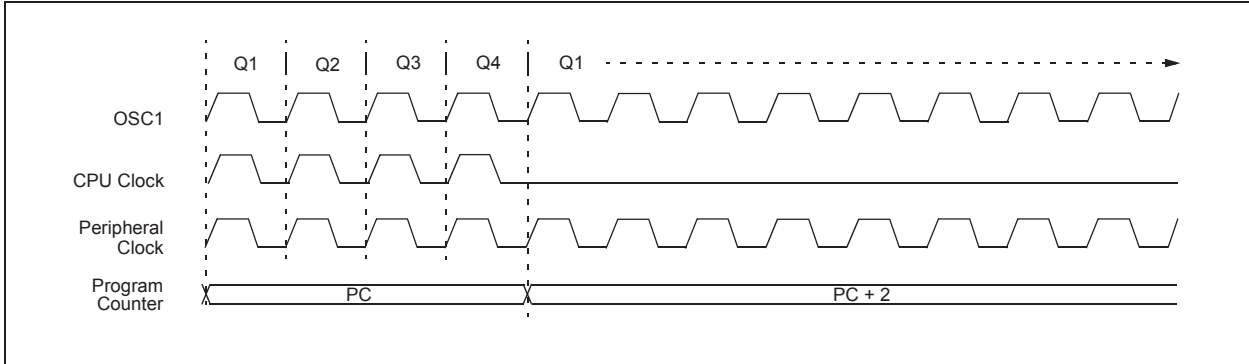 Q1 Q2 Q3 Q4 Q1
OSC1
CPU Clock
Peripheral
Clock
Program
Counter
PC PC + 2